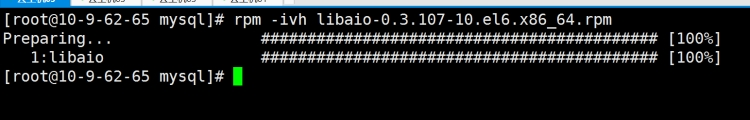 [root@10-9-62-65 mysql]# rpm -ivh libaio-0.3.107-10.el6.x86_64.rpm
Preparing... ########################################### [100%]
1:libaio ########################################### [100%]
[root@10-9-62-65 mysql]#